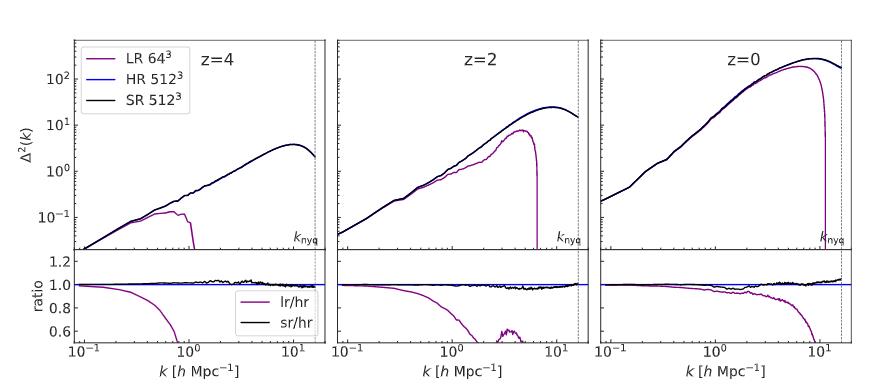 LR 64³
HR 512³
SR 512³
z=4
z=2
z=0
Δ²(k)
10²
10¹
10⁰
10⁻¹
k_nyq
k_nyq
k_nyq
ratio
1.2
1.0
0.8
0.6
lr/hr
sr/hr
10⁻¹ 10⁰ 10¹
10⁻¹ 10⁰ 10¹
10⁻¹ 10⁰ 10¹
k [h Mpc⁻¹]
k [h Mpc⁻¹]
k [h Mpc⁻¹]